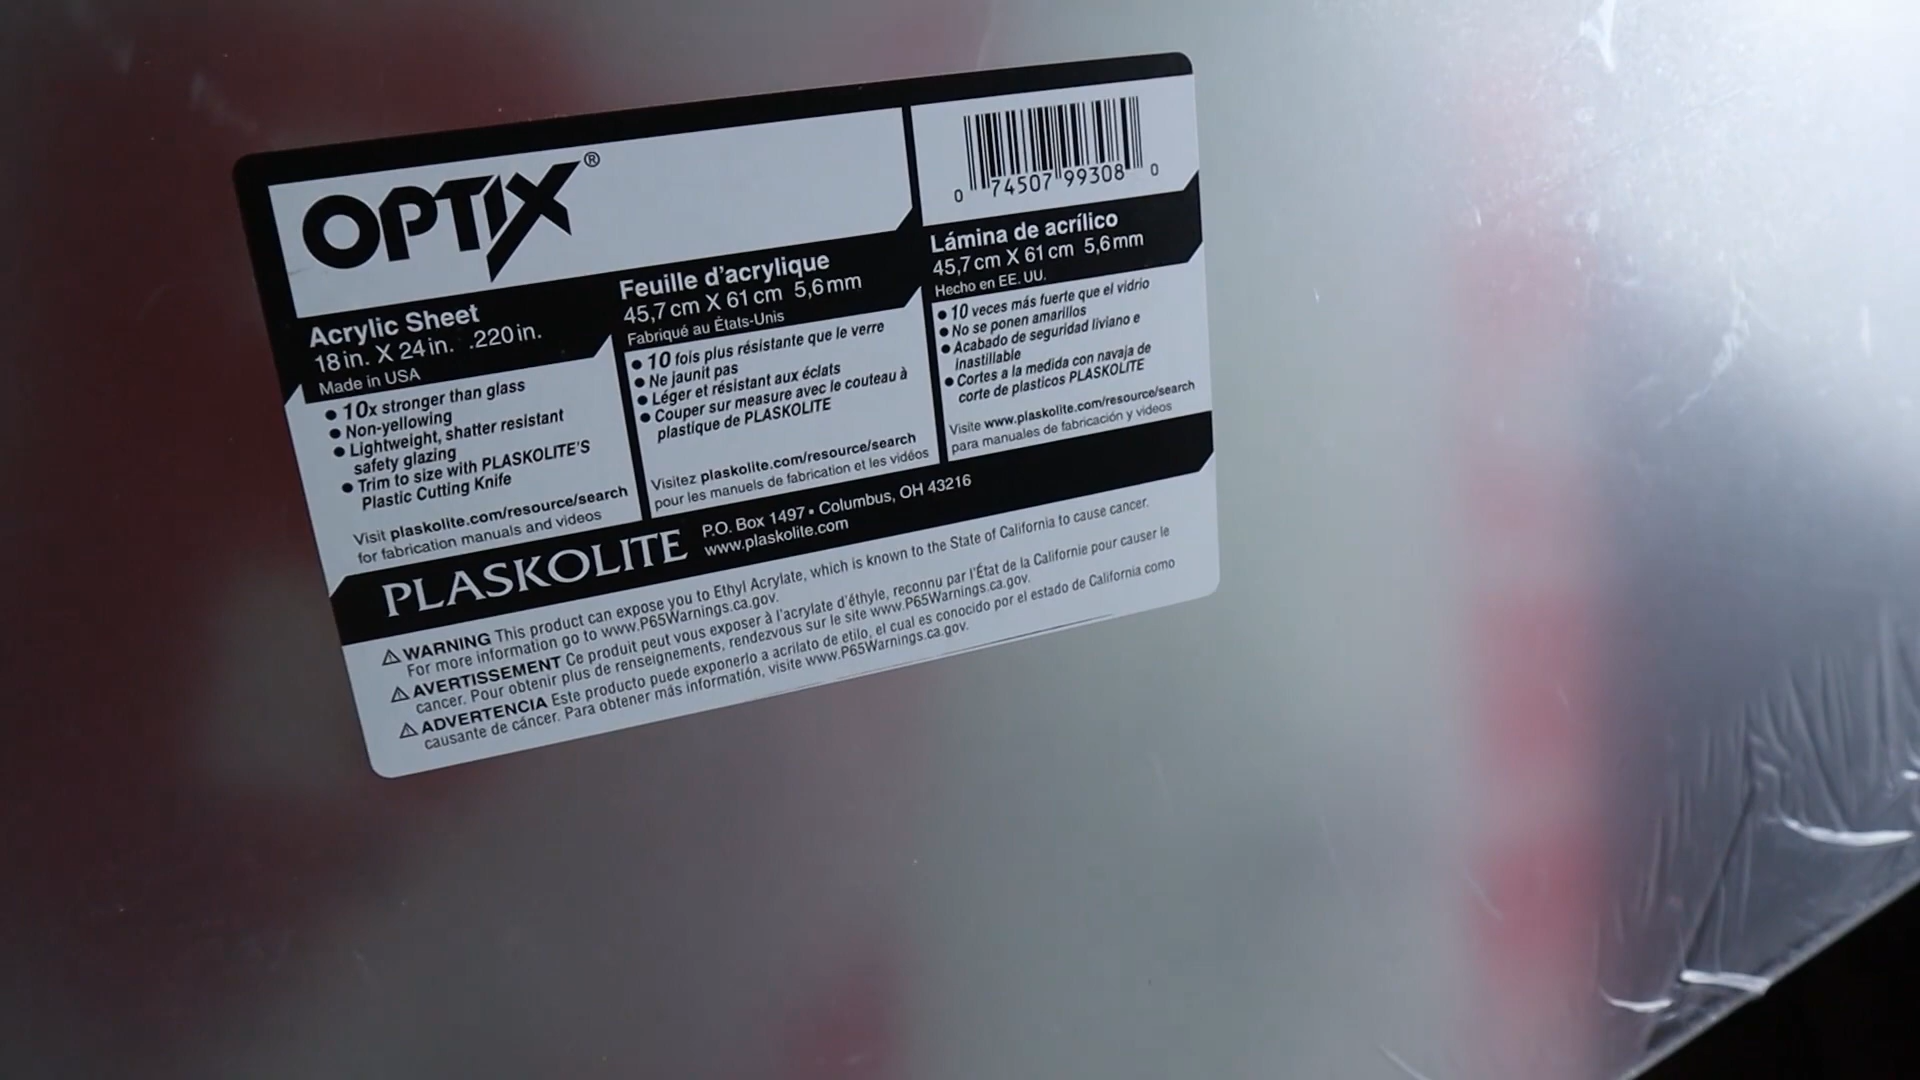 OPTIX®
0 74507 99308 0
Acrylic Sheet
18 in. X 24 in. .220 in.
Made in USA
• 10x stronger than glass
• Non-yellowing
• Lightweight, shatter resistant
safety glazing
• Trim to size with PLASKOLITE'S
Plastic Cutting Knife
Visit plaskolite.com/resource/search
for fabrication manuals and videos
Feuille d'acrylique
45,7 cm X 61 cm 5,6 mm
Fabriqué au États-Unis
• 10 fois plus résistante que le verre
• Ne jaunit pas
• Léger et résistant aux éclats
• Couper sur measure avec le couteau à
plastique de PLASKOLITE
Visitez plaskolite.com/resource/search
pour les manuels de fabrication et les vidéos
Lámina de acrílico
45,7 cm X 61 cm 5,6 mm
Hecho en EE. UU.
• 10 veces más fuerte que el vidrio
• No se ponen amarillos
• Acabado de seguridad liviano e
inastillable
• Cortes a la medida con navaja de
corte de plasticos PLASKOLITE
Visite www.plaskolite.com/resource/search
para manuales de fabricación y videos
PLASKOLITE
P.O. Box 1497 • Columbus, OH 43216
www.plaskolite.com
⚠ WARNING This product can expose you to Ethyl Acrylate, which is known to the State of California to cause cancer.
For more information go to www.P65Warnings.ca.gov.
⚠ AVERTISSEMENT Ce produit peut vous exposer à l'acrylate d'éthyle, reconnu par l'État de la Californie pour causer le
cancer. Pour obtenir plus de renseignements, rendezvous sur le site www.P65Warnings.ca.gov.
⚠ ADVERTENCIA Este producto puede exponerlo a acrilato de etilo, el cual es conocido por el estado de California como
causante de cáncer. Para obtener más informatión, visite www.P65Warnings.ca.gov.